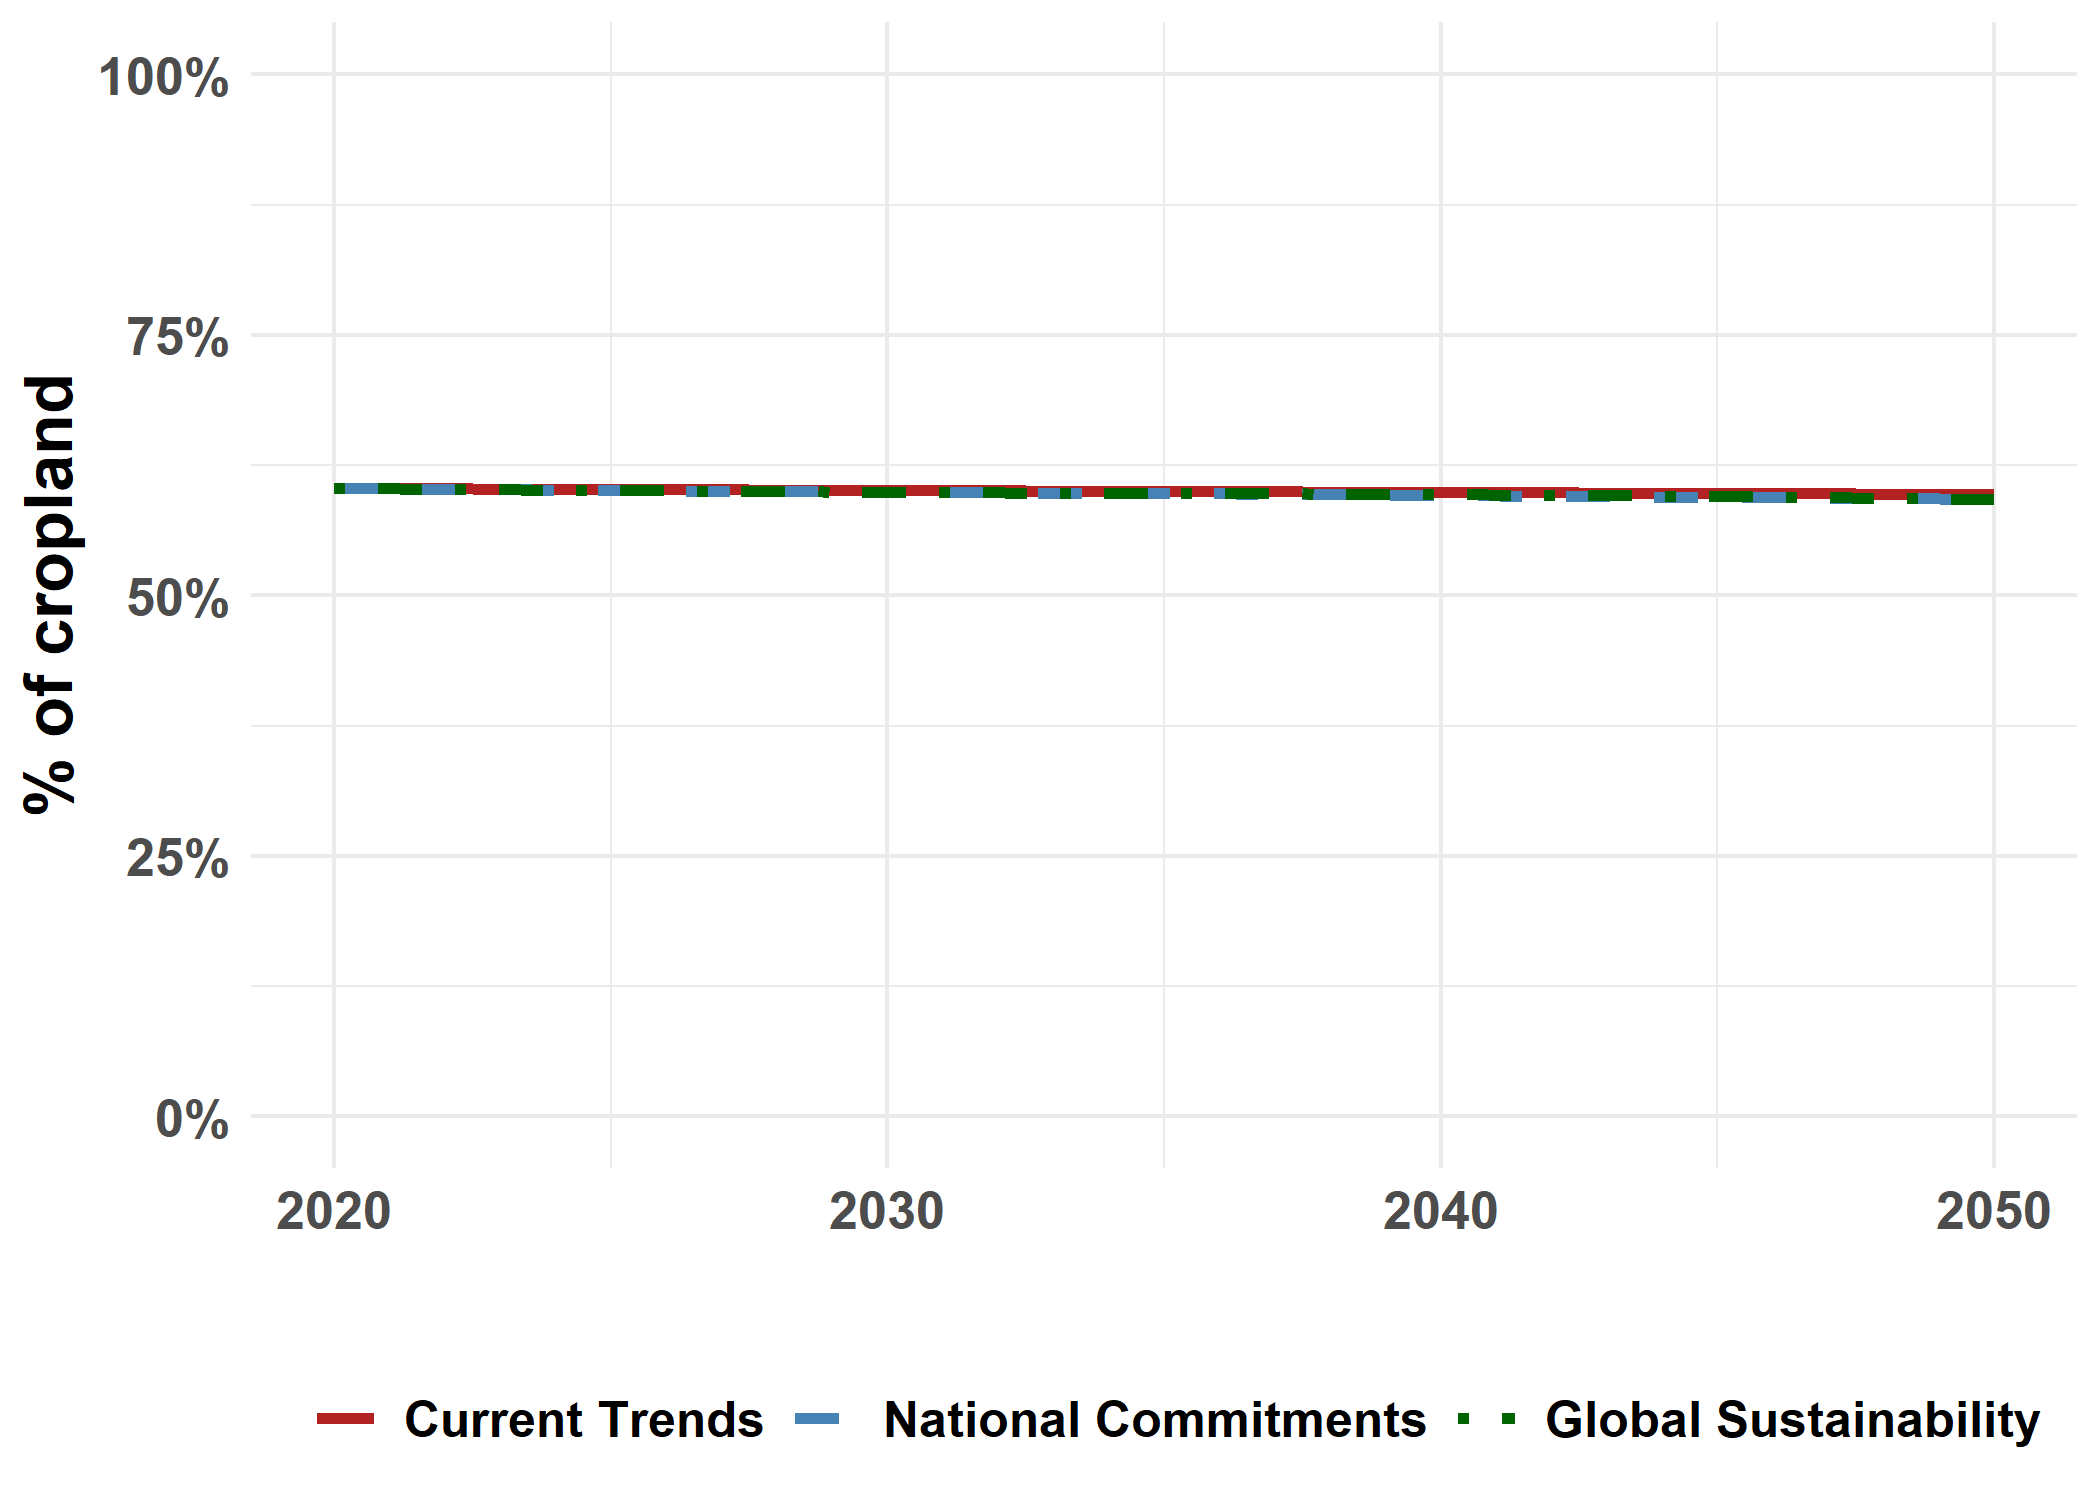 100%
75%
50%
25%
0%
% of cropland
2020 2030 2040 2050
Current Trends National Commitments Global Sustainability